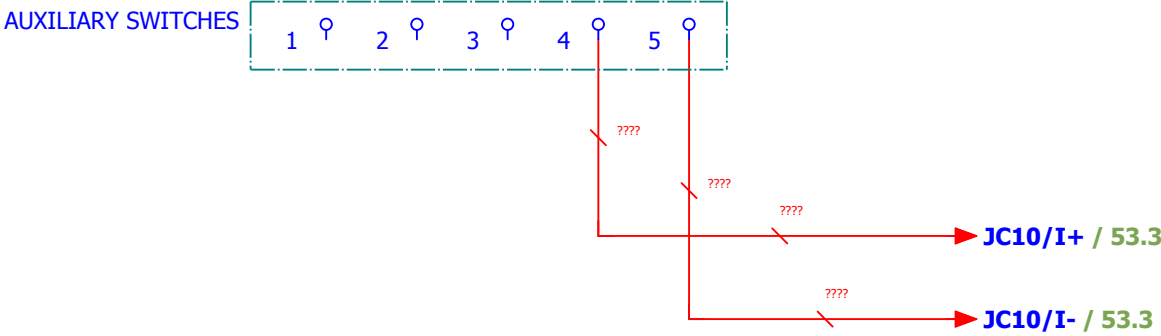 AUXILIARY SWITCHES
1 2 3 4 5
????
????
????
JC10/I+ / 53.3
????
JC10/I- / 53.3